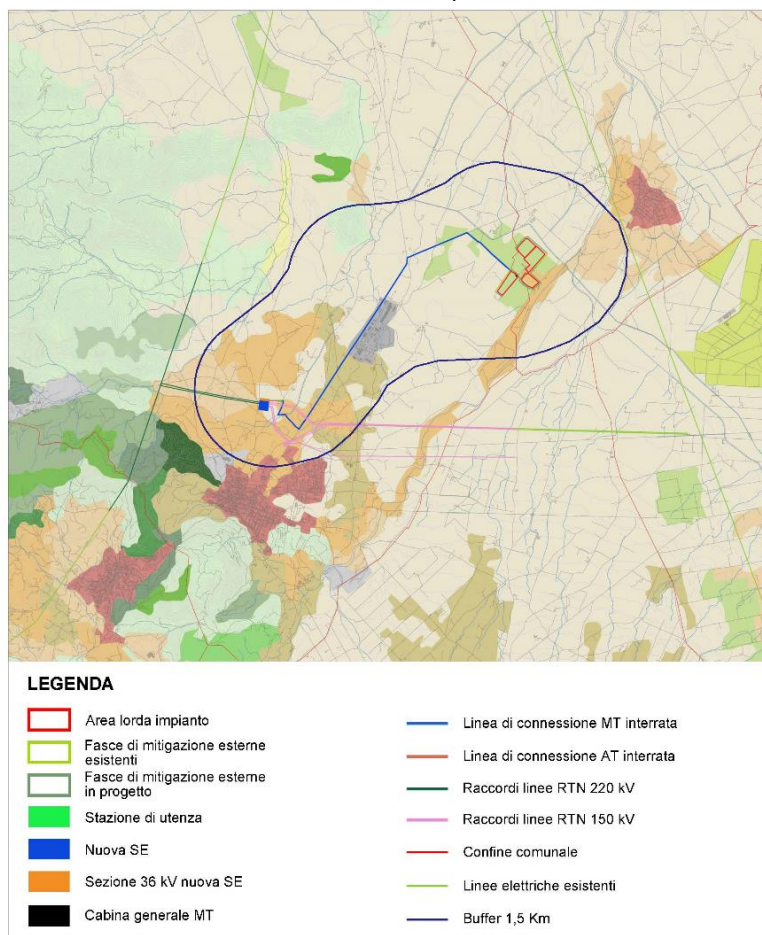 LEGENDA
Area lorda impianto
Fasce di mitigazione esterne
esistenti
Fasce di mitigazione esterne
in progetto
Stazione di utenza
Nuova SE
Sezione 36 kV nuova SE
Cabina generale MT
Linea di connessione MT interrata
Linea di connessione AT interrata
Raccordi linee RTN 220 kV
Raccordi linee RTN 150 kV
Confine comunale
Linee elettriche esistenti
Buffer 1,5 Km